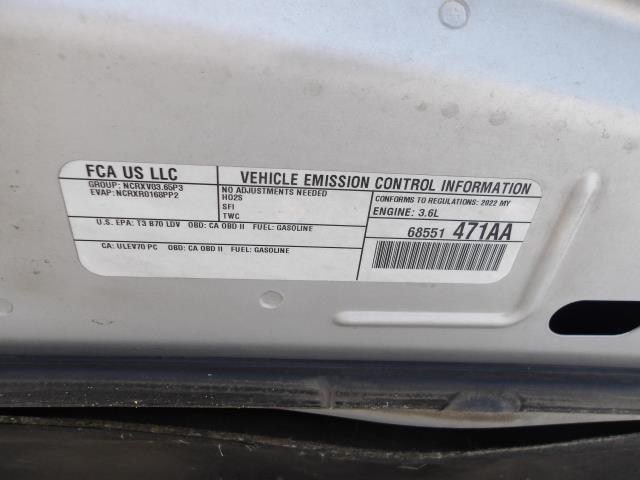 FCA US LLC
GROUP: NCRXV03.65P3
EVAP: NCRXR0168PP2
VEHICLE EMISSION CONTROL INFORMATION
NO ADJUSTMENTS NEEDED
HO2S
SFI
TWC
CONFORMS TO REGULATIONS: 2022 MY
ENGINE: 3.6L
U.S. EPA: T3 B70 LDV OBD: CA OBD II FUEL: GASOLINE
CA: ULEV70 PC OBD: CA OBD II FUEL: GASOLINE
68551 471AA